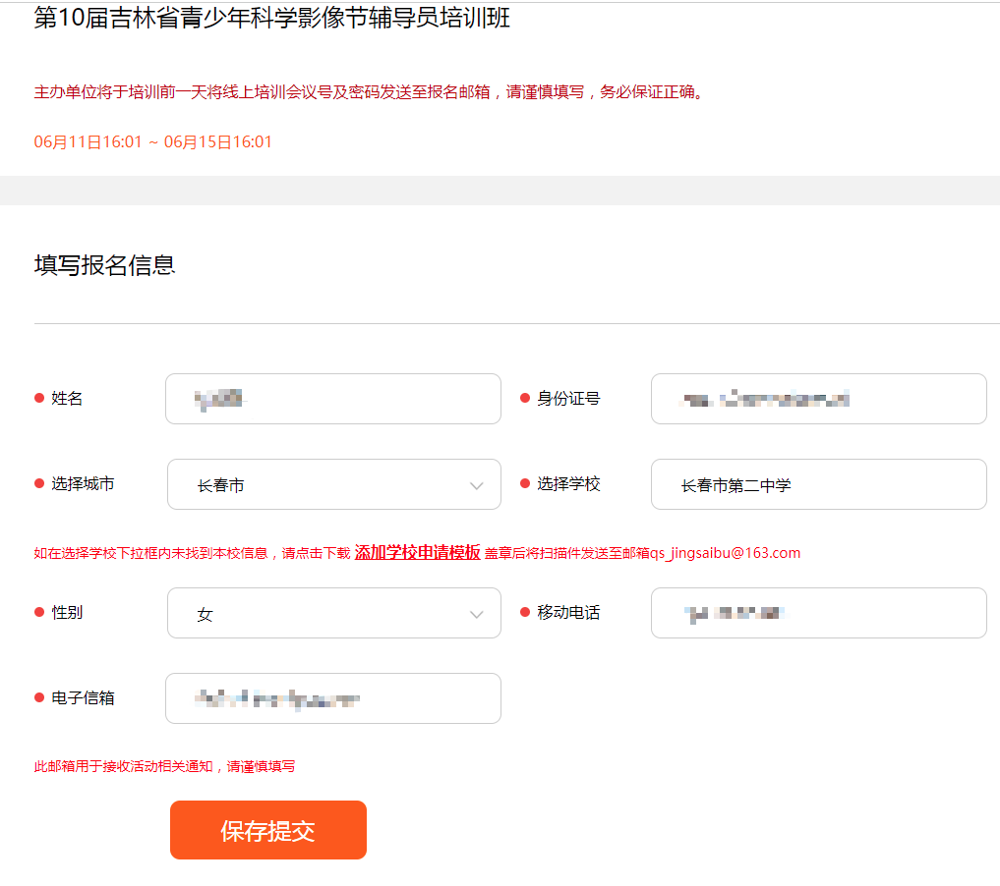 第10届吉林省青少年科学影像节辅导员培训班
主办单位将于培训前一天将线上培训会议号及密码发送至报名邮箱，请谨慎填写，务必保证正确。
06月11日16:01 ~ 06月15日16:01
填写报名信息
姓名
身份证号
选择城市 长春市
选择学校 长春市第二中学
如在选择学校下拉框内未找到本校信息，请点击下载 添加学校申请模板 盖章后将扫描件发送至邮箱qs_jingsaibu@163.com
性别 女
移动电话
电子信箱
此邮箱用于接收活动相关通知，请谨慎填写
保存提交